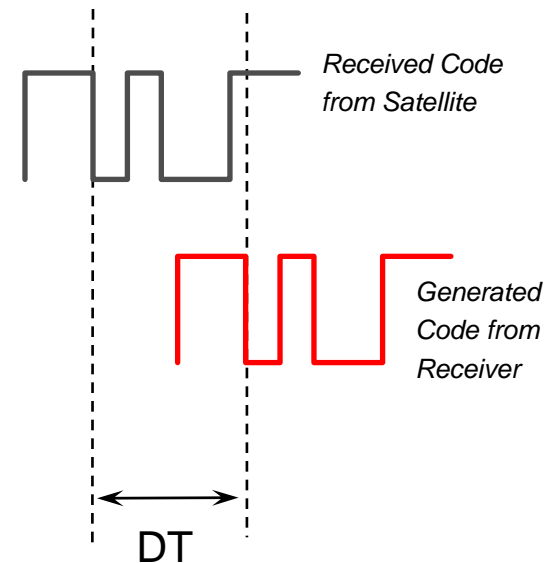 Received Code
from Satellite
Generated
Code from
Receiver
DT